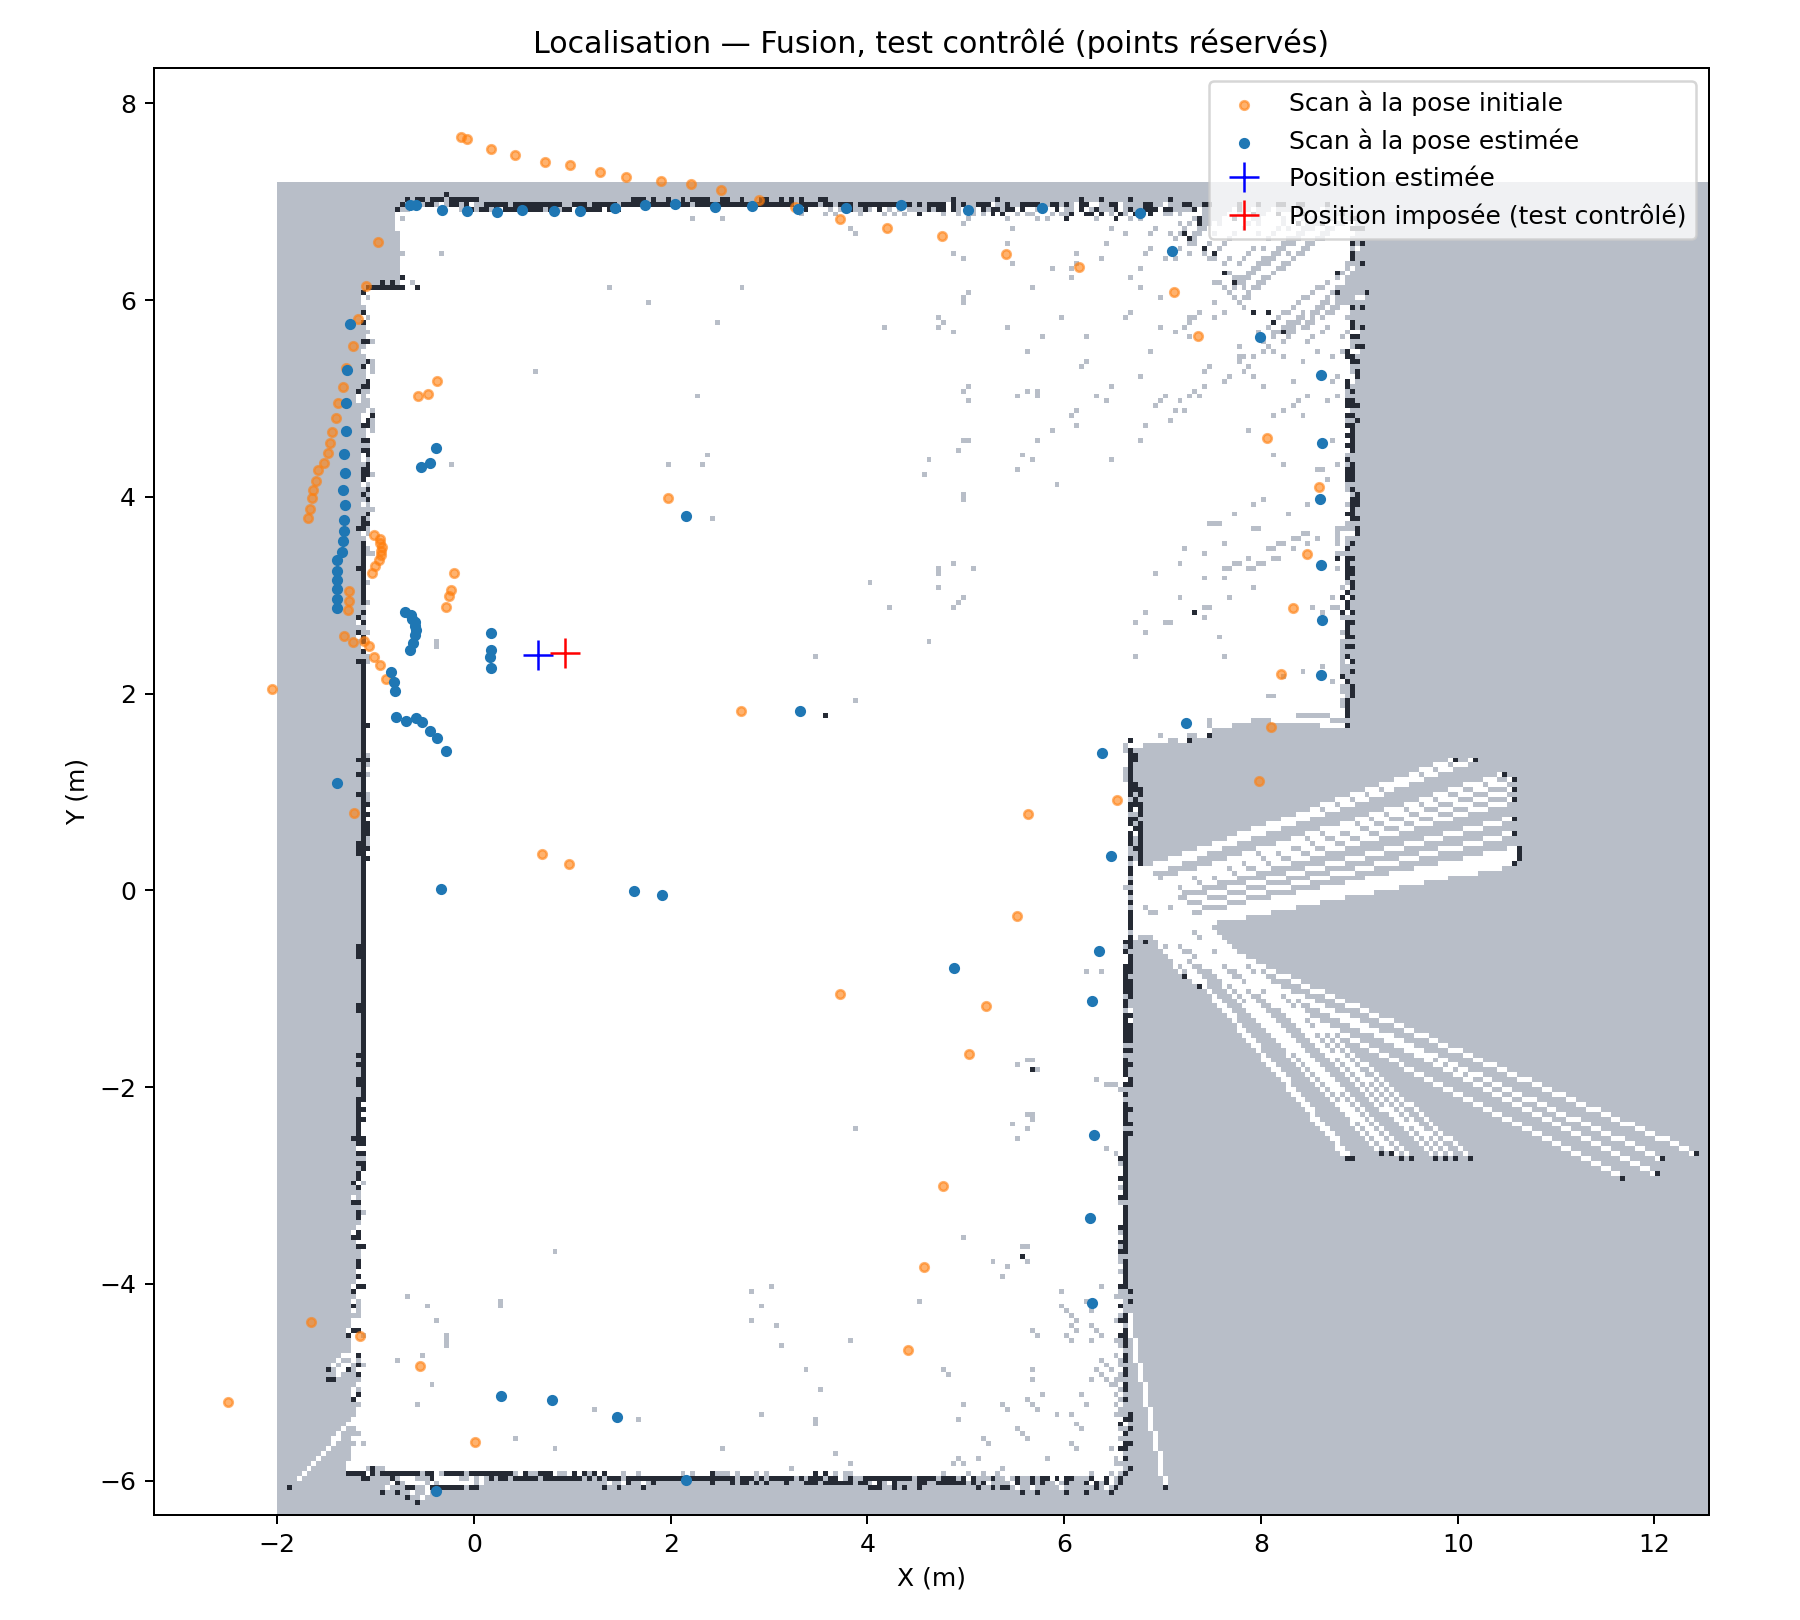 Localisation — Fusion, test contrôlé (points réservés)
Scan à la pose initiale
Scan à la pose estimée
Position estimée
Position imposée (test contrôlé)
8
6
4
2
0
−2
−4
−6
Y (m)
−2
0
2
4
6
8
10
12
X (m)